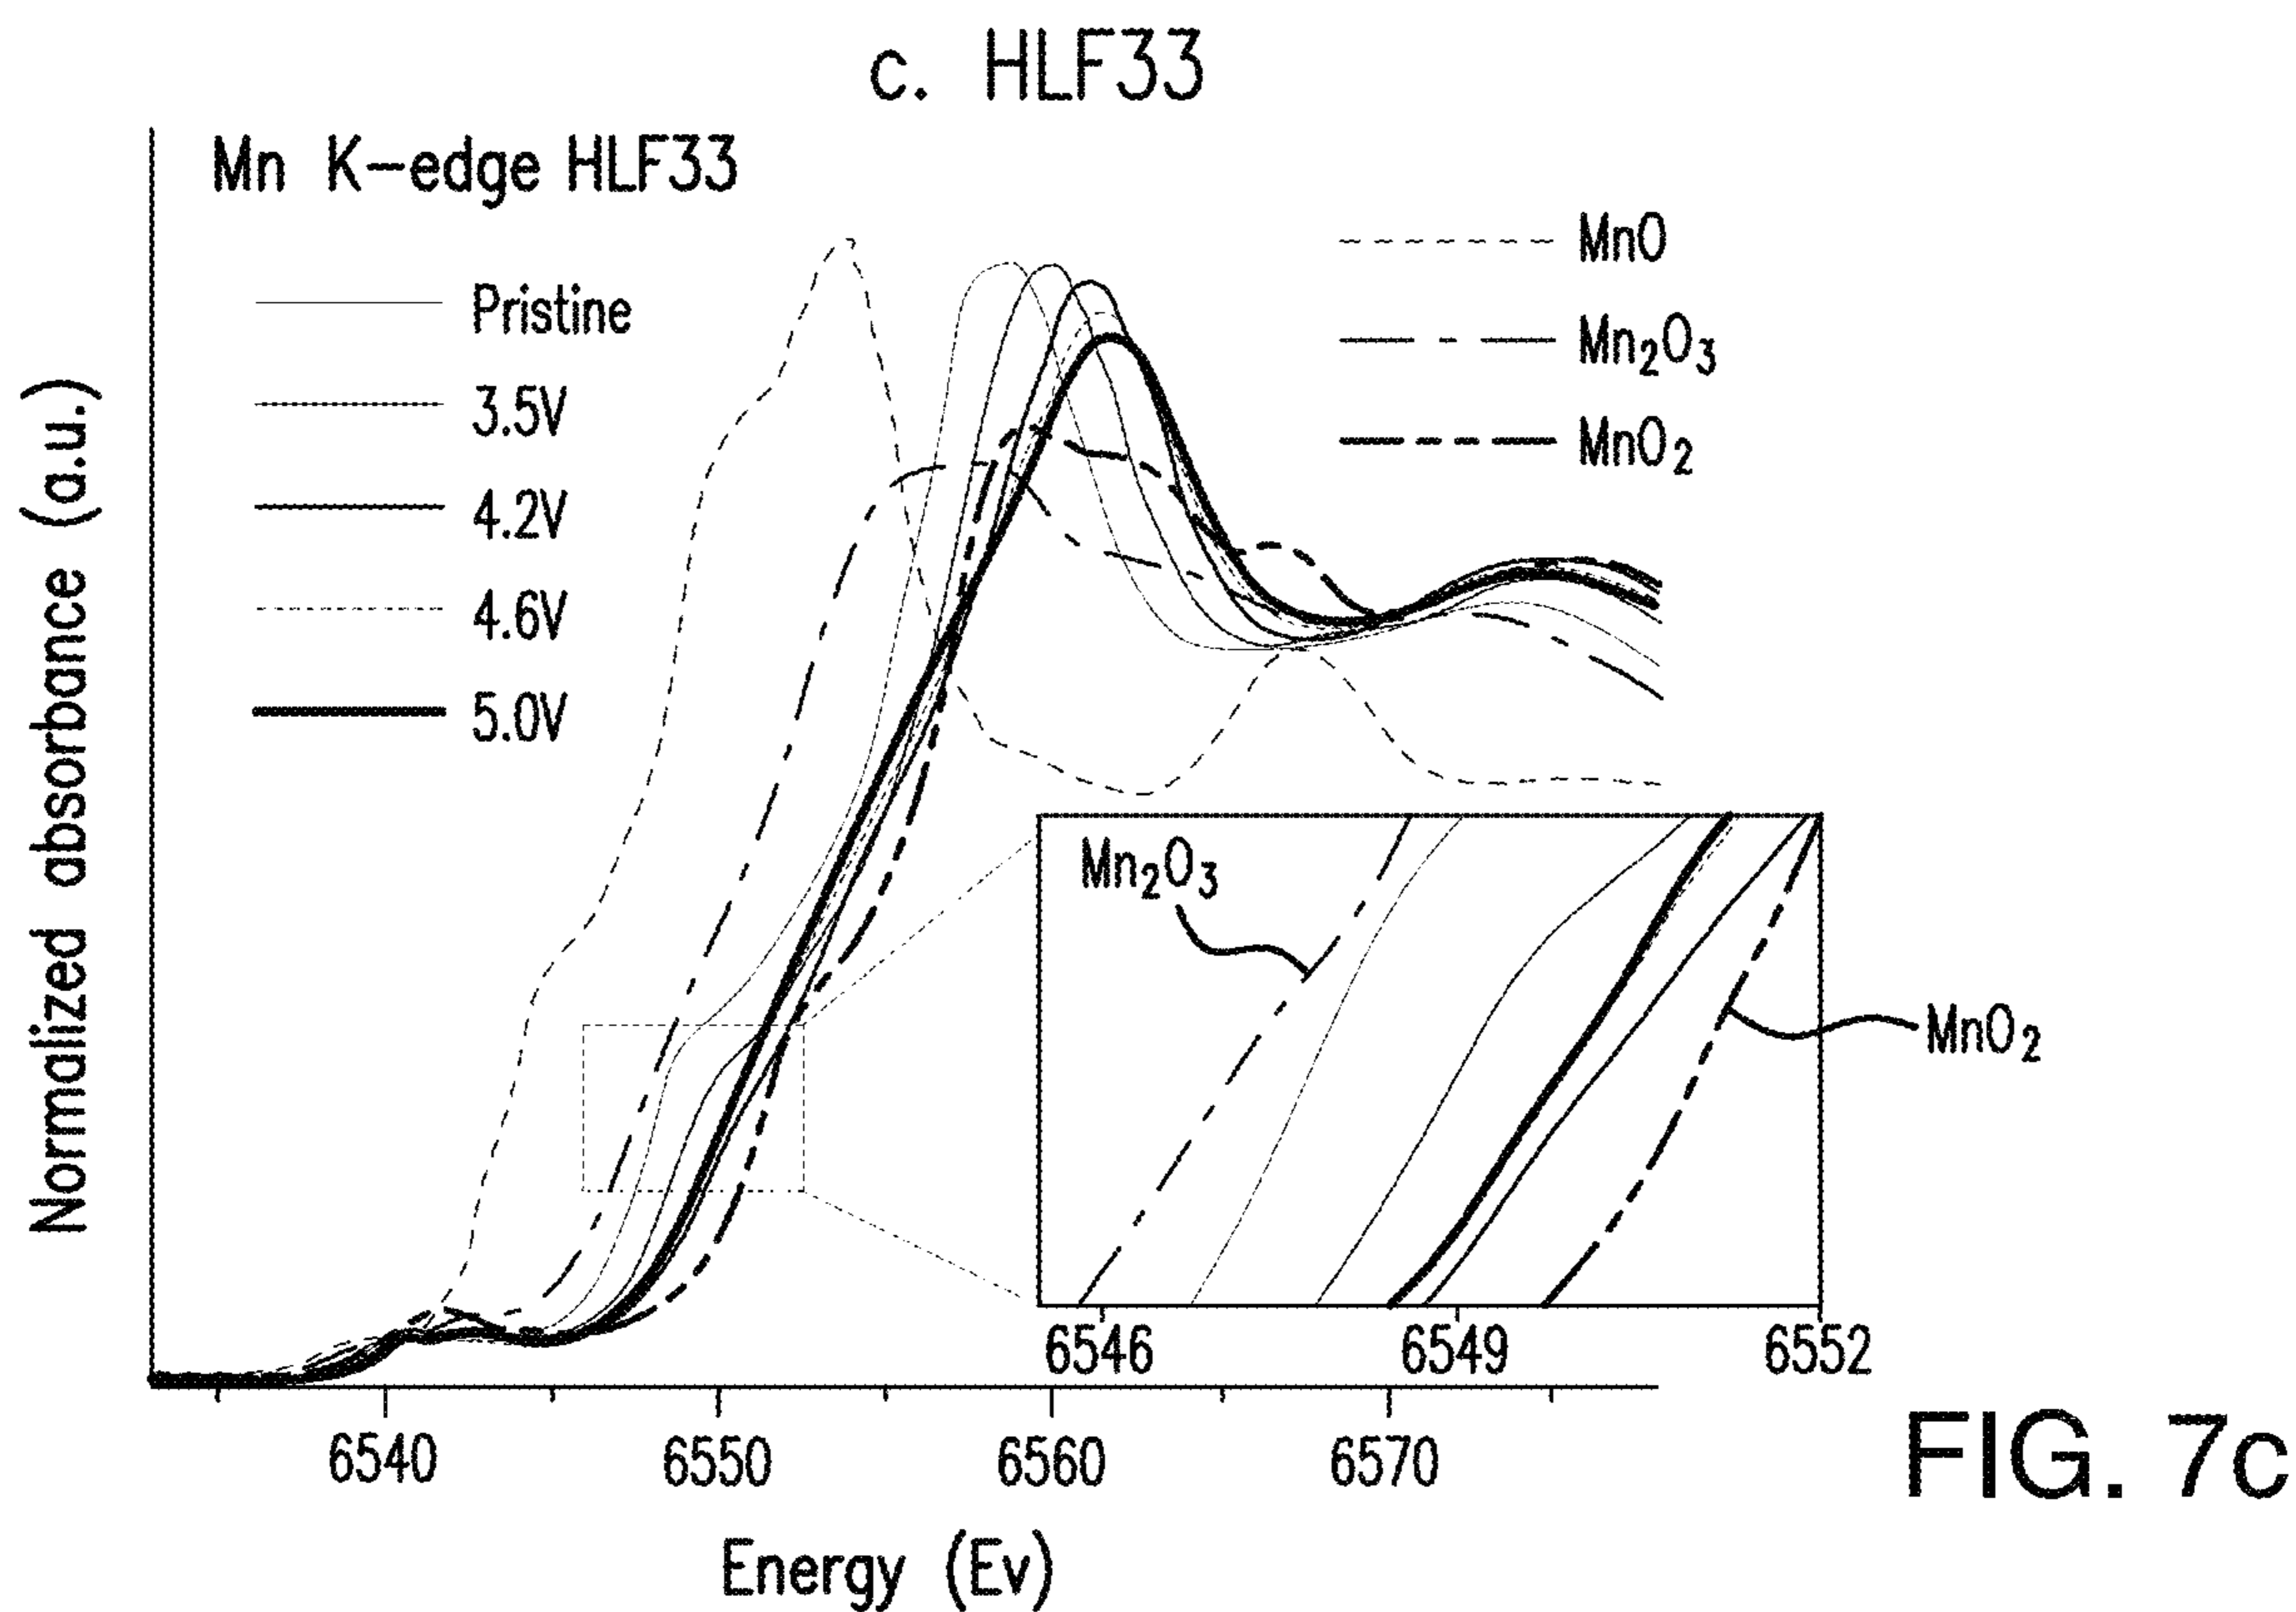 c. HLF33
Mn K-edge HLF33
Pristine
3.5V
4.2V
4.6V
5.0V
MnO
Mn₂O₃
MnO₂
Normalized absorbance (a.u.)
Mn₂O₃
MnO₂
6546 6549 6552
6540 6550 6560 6570
Energy (Ev)
FIG. 7c